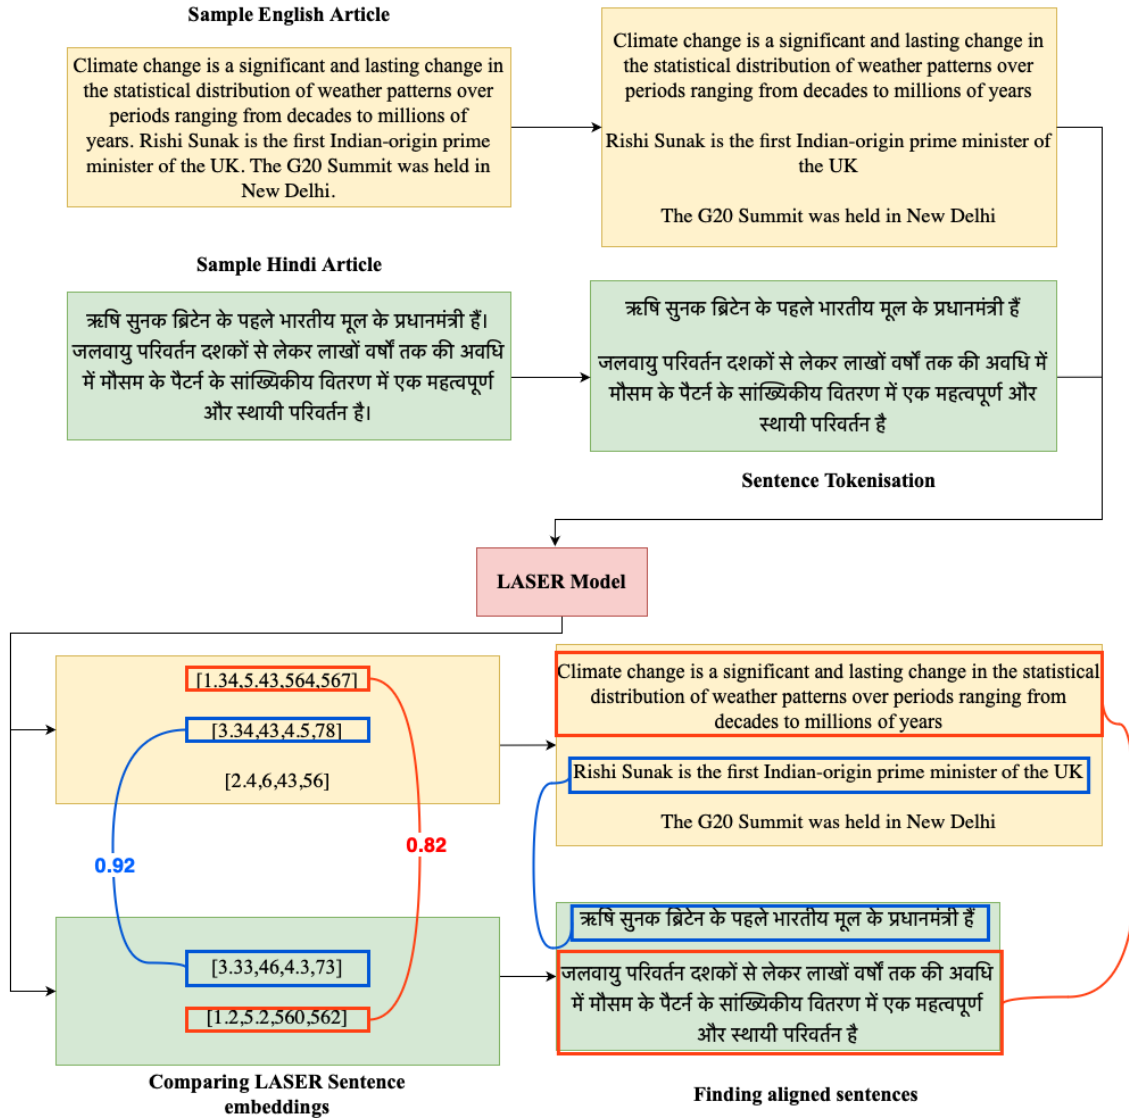 Sample English Article
Climate change is a significant and lasting change in
the statistical distribution of weather patterns over
periods ranging from decades to millions of
years. Rishi Sunak is the first Indian-origin prime
minister of the UK. The G20 Summit was held in
New Delhi.
Climate change is a significant and lasting change in
the statistical distribution of weather patterns over
periods ranging from decades to millions of years
Rishi Sunak is the first Indian-origin prime minister of
the UK
The G20 Summit was held in New Delhi
Sample Hindi Article
ऋषि सुनक ब्रिटेन के पहले भारतीय मूल के प्रधानमंत्री हैं।
जलवायु परिवर्तन दशकों से लेकर लाखों वर्षों तक की अवधि
में मौसम के पैटर्न के सांख्यिकीय वितरण में एक महत्वपूर्ण
और स्थायी परिवर्तन है।
ऋषि सुनक ब्रिटेन के पहले भारतीय मूल के प्रधानमंत्री हैं
जलवायु परिवर्तन दशकों से लेकर लाखों वर्षों तक की अवधि में
मौसम के पैटर्न के सांख्यिकीय वितरण में एक महत्वपूर्ण और
स्थायी परिवर्तन है
Sentence Tokenisation
LASER Model
[1.34,5.43,564,567]
[3.34,43,4.5,78]
[2.4,6,43,56]
0.92
0.82
[3.33,46,4.3,73]
[1.2,5.2,560,562]
Comparing LASER Sentence
embeddings
Climate change is a significant and lasting change in the statistical
distribution of weather patterns over periods ranging from
decades to millions of years
Rishi Sunak is the first Indian-origin prime minister of the UK
The G20 Summit was held in New Delhi
ऋषि सुनक ब्रिटेन के पहले भारतीय मूल के प्रधानमंत्री हैं
जलवायु परिवर्तन दशकों से लेकर लाखों वर्षों तक की अवधि
में मौसम के पैटर्न के सांख्यिकीय वितरण में एक महत्वपूर्ण
और स्थायी परिवर्तन है
Finding aligned sentences